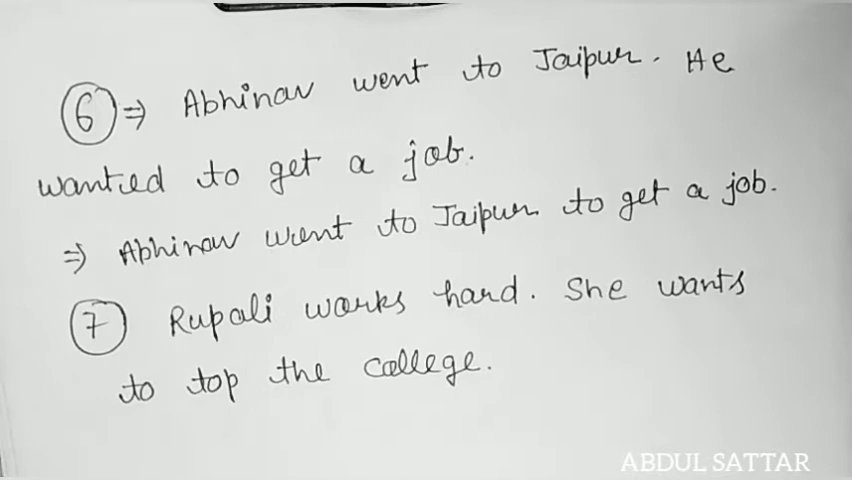 6 ⇒ Abhinav went to Jaipur. He
wanted to get a job.
⇒ Abhinav went to Jaipur to get a job.
7 Rupali works hard. She wants
to top the college.
ABDUL SATTAR